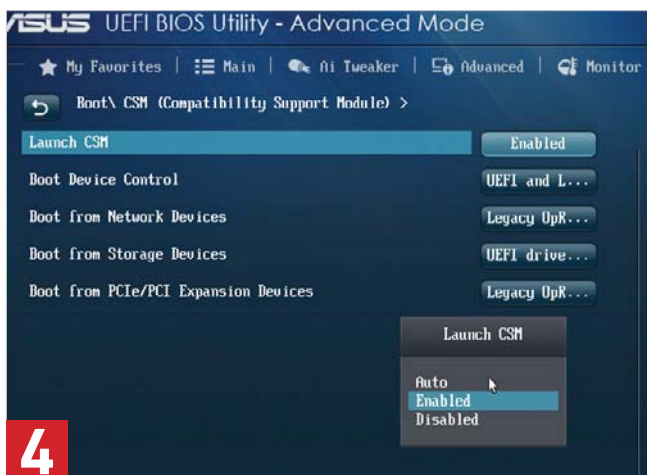 ASUS UEFI BIOS Utility - Advanced Mode
My Favorites | Main | Ai Tweaker | Advanced | Monitor
Boot\ CSM (Compatibility Support Module) >
Launch CSM Enabled
Boot Device Control UEFI and L...
Boot from Network Devices Legacy OpR...
Boot from Storage Devices UEFI drive...
Boot from PCIe/PCI Expansion Devices Legacy OpR...
Launch CSM
Auto
Enabled
Disabled
4